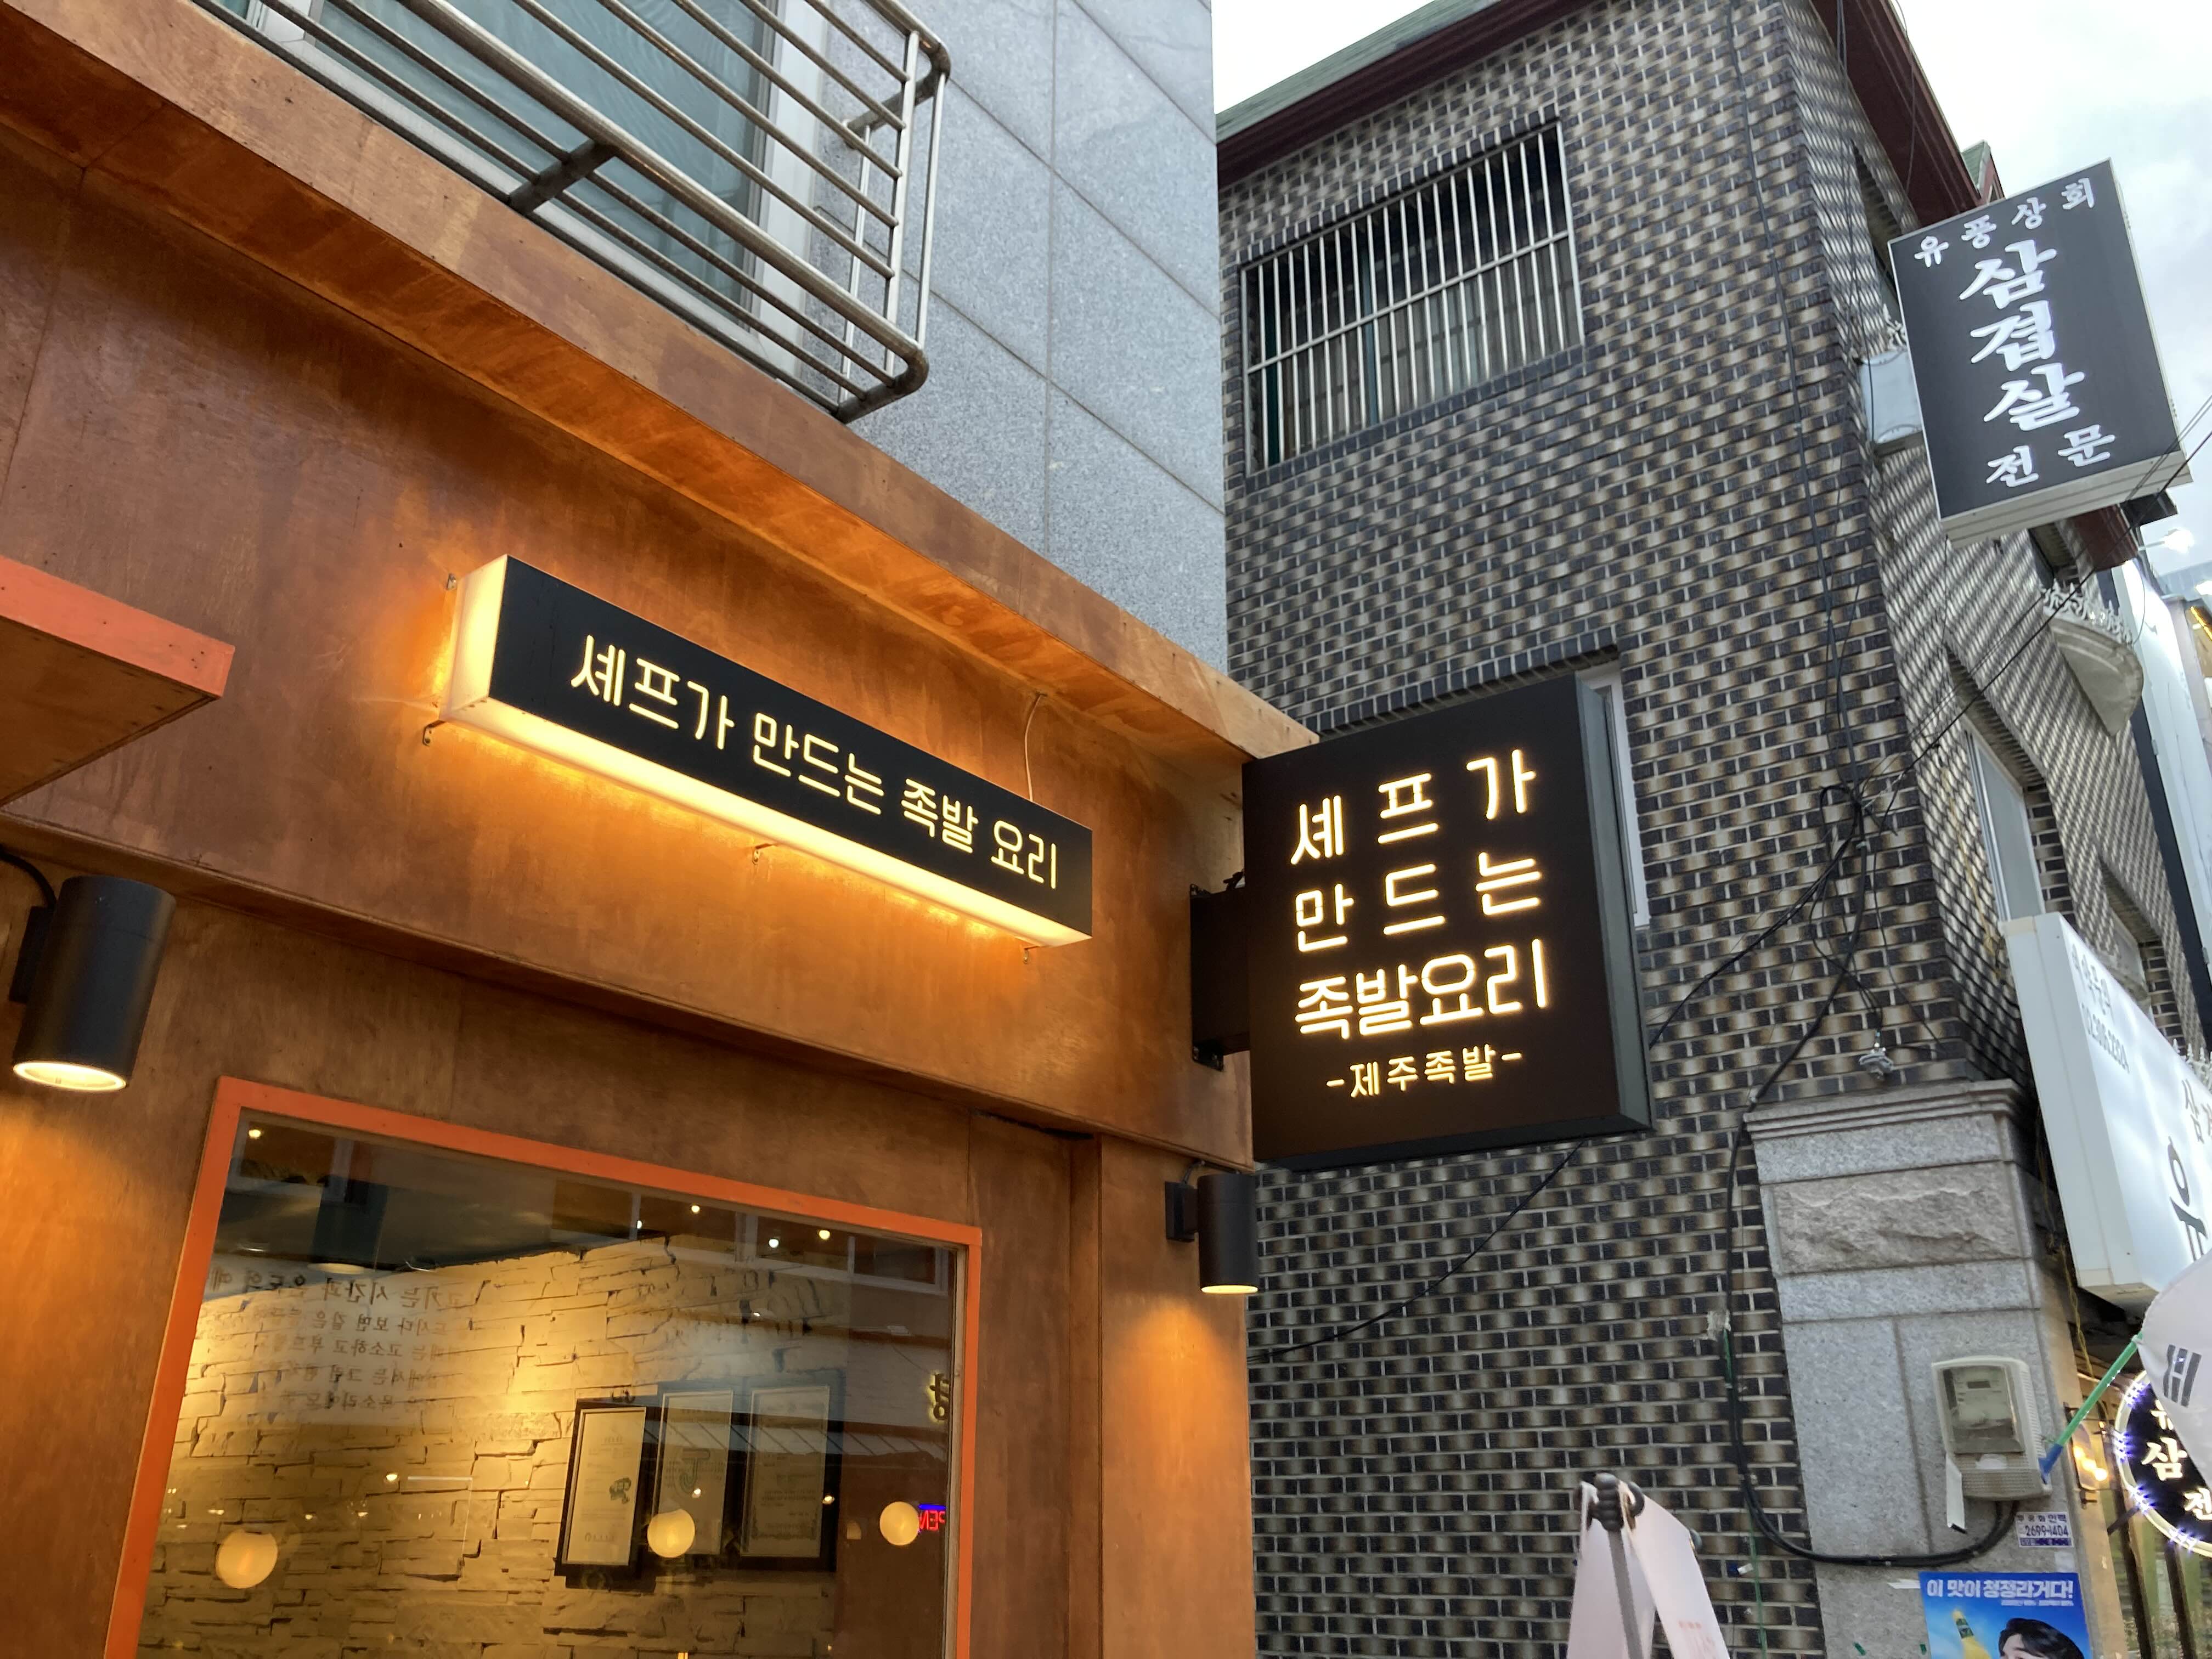 셰프가 만드는 족발 요리
셰프가
만드는
족발요리
-제주족발-
유풍상회
삼겹살
전문
2699-1404
이 맛이 청정라거다!